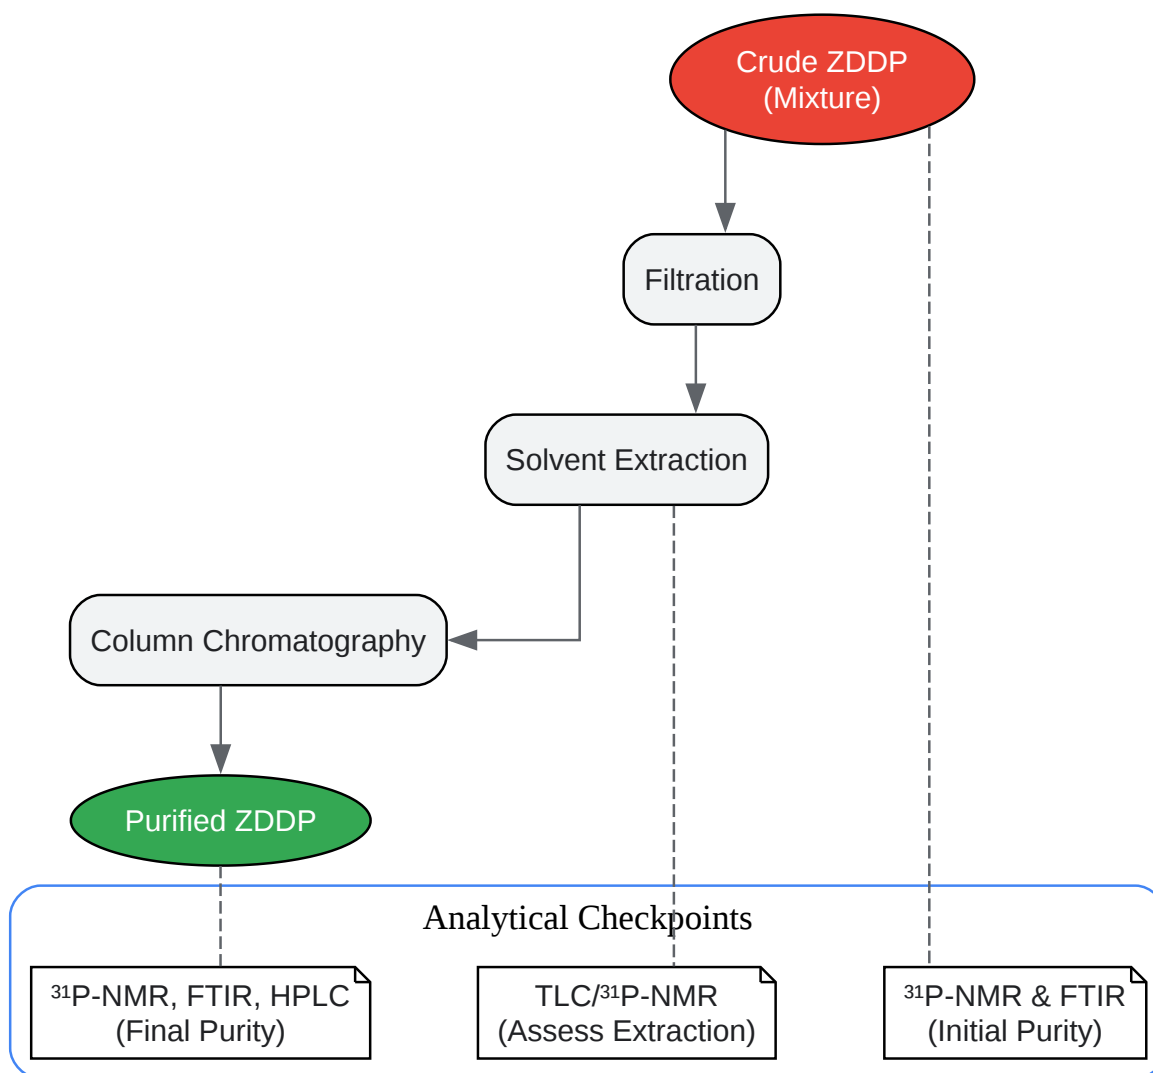 Crude ZDDP
(Mixture)
Filtration
Solvent Extraction
Column Chromatography
Purified ZDDP
Analytical Checkpoints
³¹P-NMR, FTIR, HPLC
(Final Purity)
TLC/³¹P-NMR
(Assess Extraction)
³¹P-NMR & FTIR
(Initial Purity)